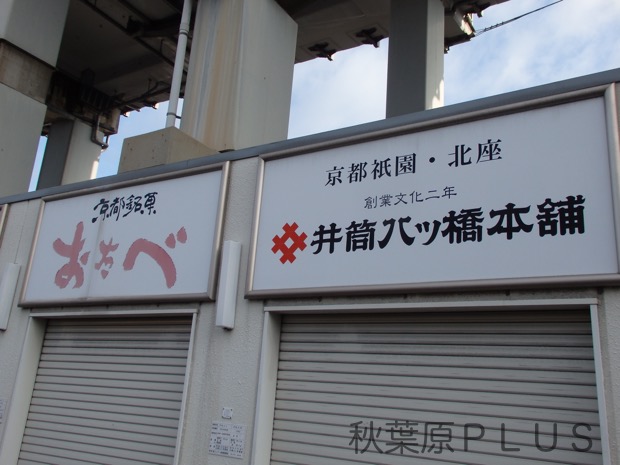 京都銘菓
おたべ
京都祇園・北座
創業文化二年
井筒八ッ橋本舗
秋葉原PLUS